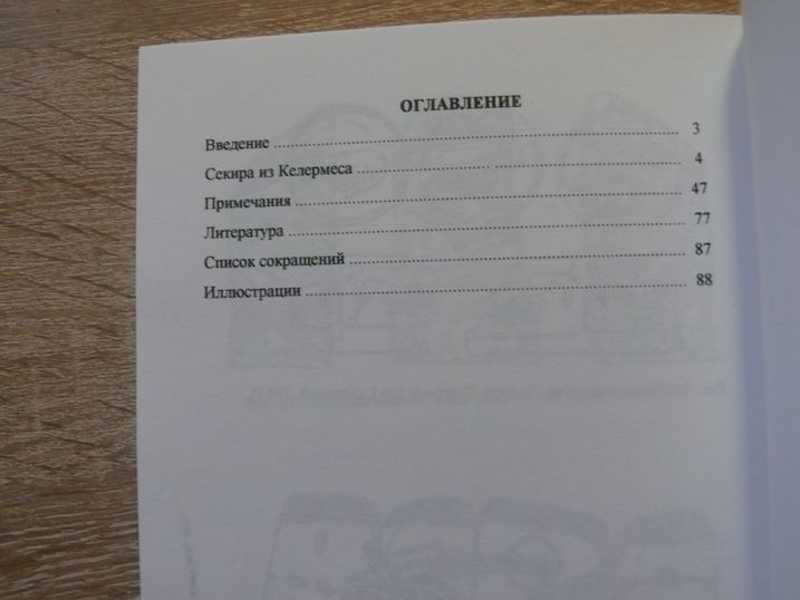 ОГЛАВЛЕНИЕ
Введение ........................ 3
Секира из Келермеса ........................ 4
Примечания ........................ 47
Литература ........................ 77
Список сокращений ........................ 87
Иллюстрации ........................ 88